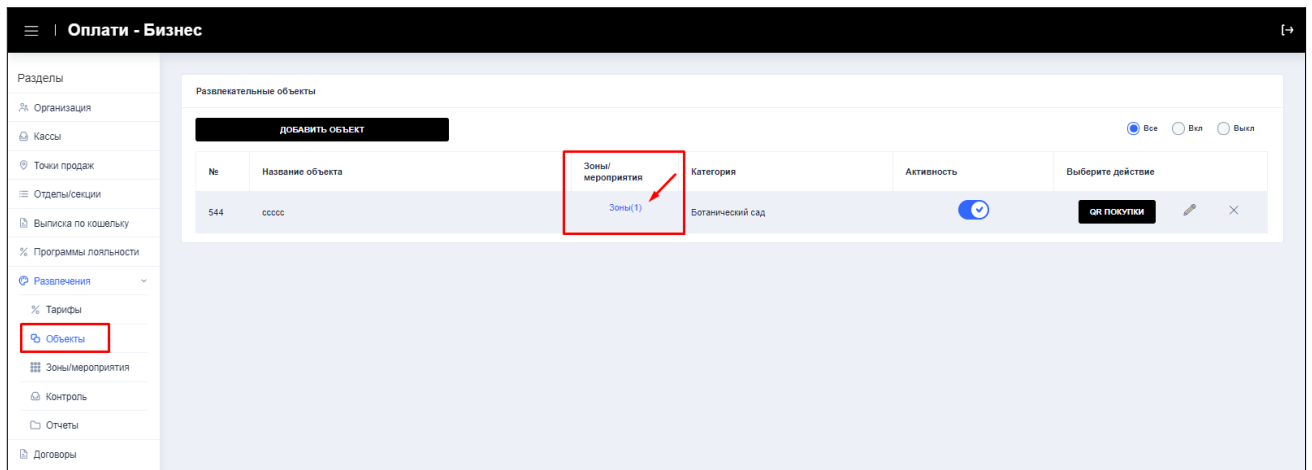 Оплати - Бизнес
Разделы
Организация
Кассы
Точки продаж
Отделы/секции
Выписка по кошельку
Программы лояльности
Развлечения
Тарифы
Объекты
Зоны/мероприятия
Контроль
Отчеты
Договоры
Развлекательные объекты
ДОБАВИТЬ ОБЪЕКТ
Все Вкл Выкл
№ Название объекта Зоны/ Категория Активность Выберите действие
мероприятия
544 ccccc Зоны(1) Ботанический сад QR ПОКУПКИ